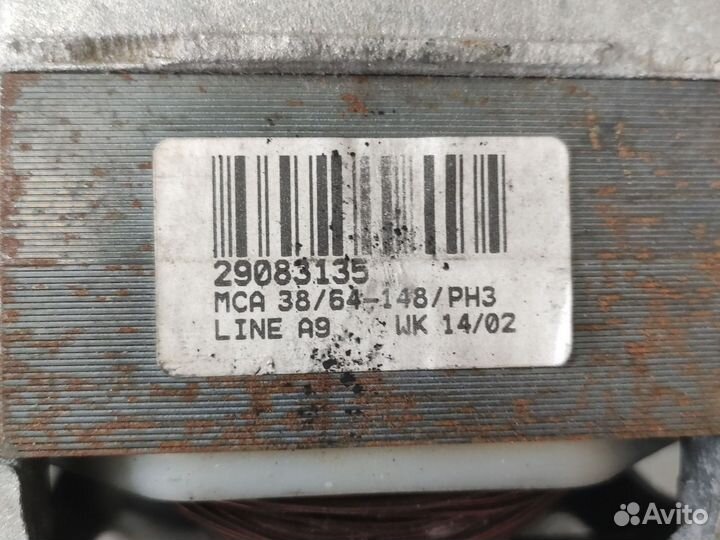 29083135
MCA 38/64-148/PH3
LINE A9 WK 14/02
Avito